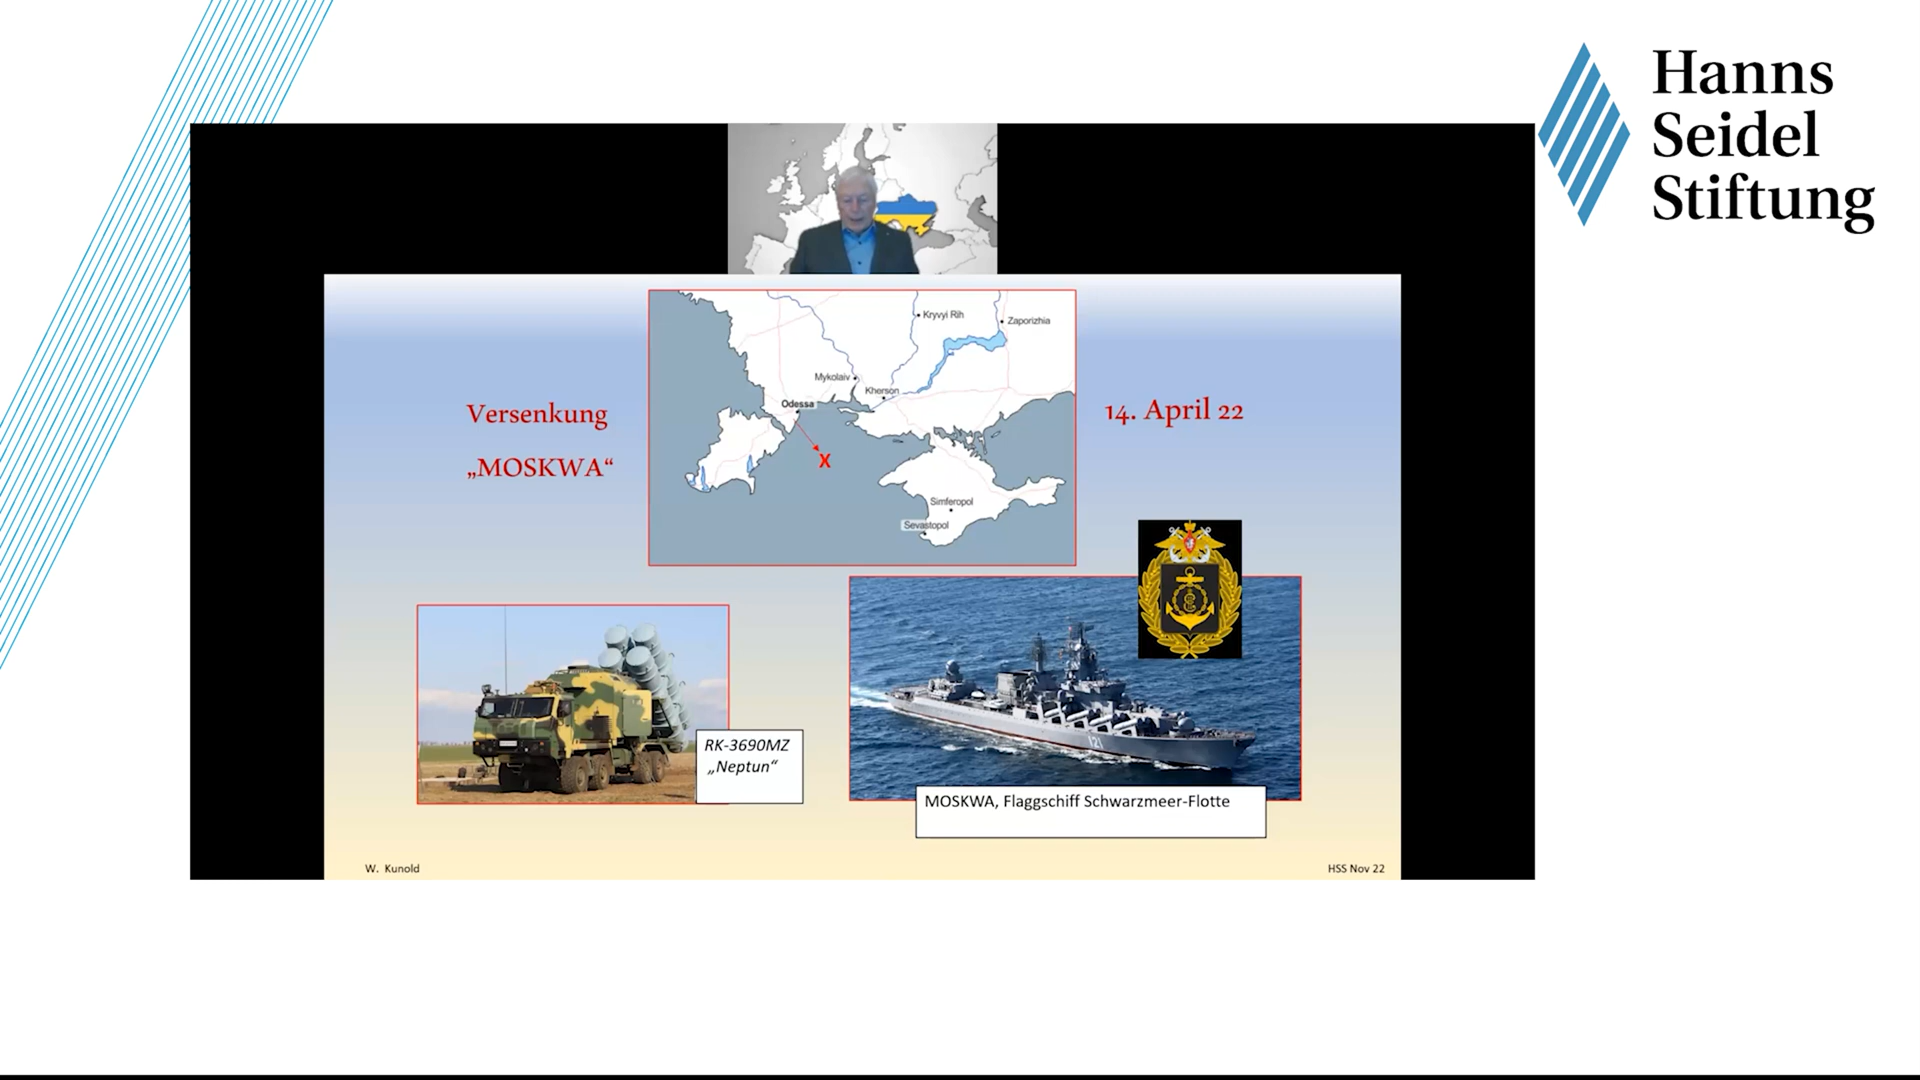 Hanns
Seidel
Stiftung
Kryvyi Rih
Zaporizhia
Mykolaiv
Kherson
Odessa
X
Simferopol
Sevastopol
Versenkung
„MOSKWA“
14. April 22
RK-3690MZ
„Neptun“
121
MOSKWA, Flaggschiff Schwarzmeer-Flotte
W. Kunold
HSS Nov 22